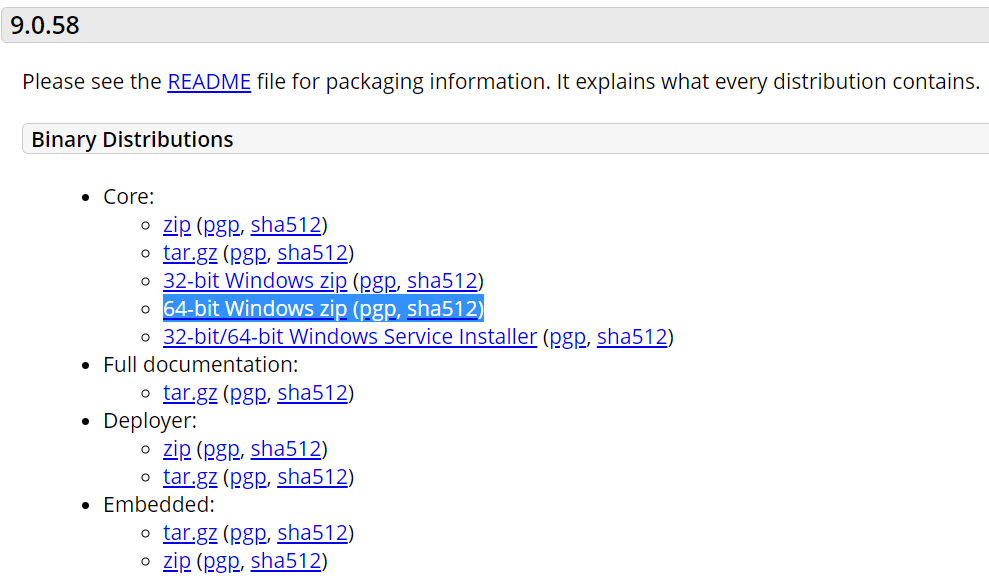 9.0.58
Please see the README file for packaging information. It explains what every distribution contains.
Binary Distributions
Core:
zip (pgp, sha512)
tar.gz (pgp, sha512)
32-bit Windows zip (pgp, sha512)
64-bit Windows zip (pgp, sha512)
32-bit/64-bit Windows Service Installer (pgp, sha512)
Full documentation:
tar.gz (pgp, sha512)
Deployer:
zip (pgp, sha512)
tar.gz (pgp, sha512)
Embedded:
tar.gz (pgp, sha512)
zip (pgp, sha512)